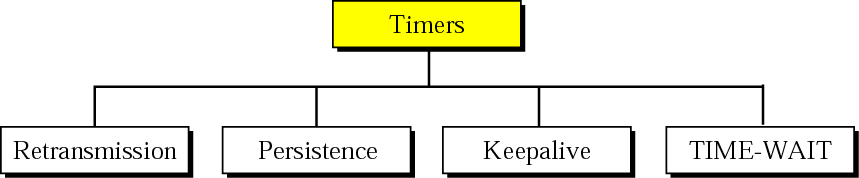 Timers
Retransmission
Persistence
Keepalive
TIME-WAIT